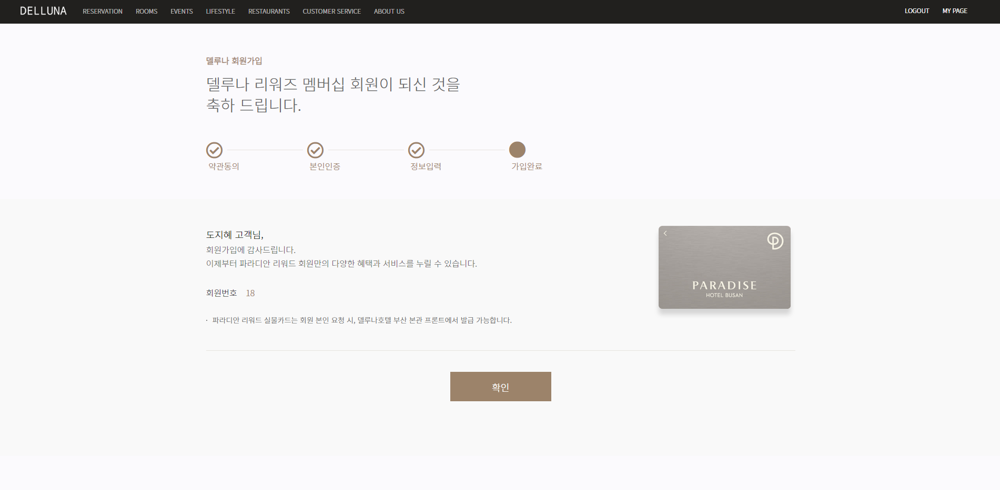 DELLUNA RESERVATION ROOMS EVENTS LIFESTYLE RESTAURANTS CUSTOMER SERVICE ABOUT US LOGOUT MY PAGE
델루나 회원가입
델루나 리워즈 멤버십 회원이 되신 것을
축하 드립니다.
약관동의 본인인증 정보입력 가입완료
도지혜 고객님,
회원가입에 감사드립니다.
이제부터 파라디안 리워드 회원만의 다양한 혜택과 서비스를 누릴 수 있습니다.
회원번호 18
· 파라디안 리워드 실물카드는 회원 본인 요청 시, 델루나호텔 부산 본관 프론트에서 발급 가능합니다.
PARADISE
HOTEL BUSAN
확인